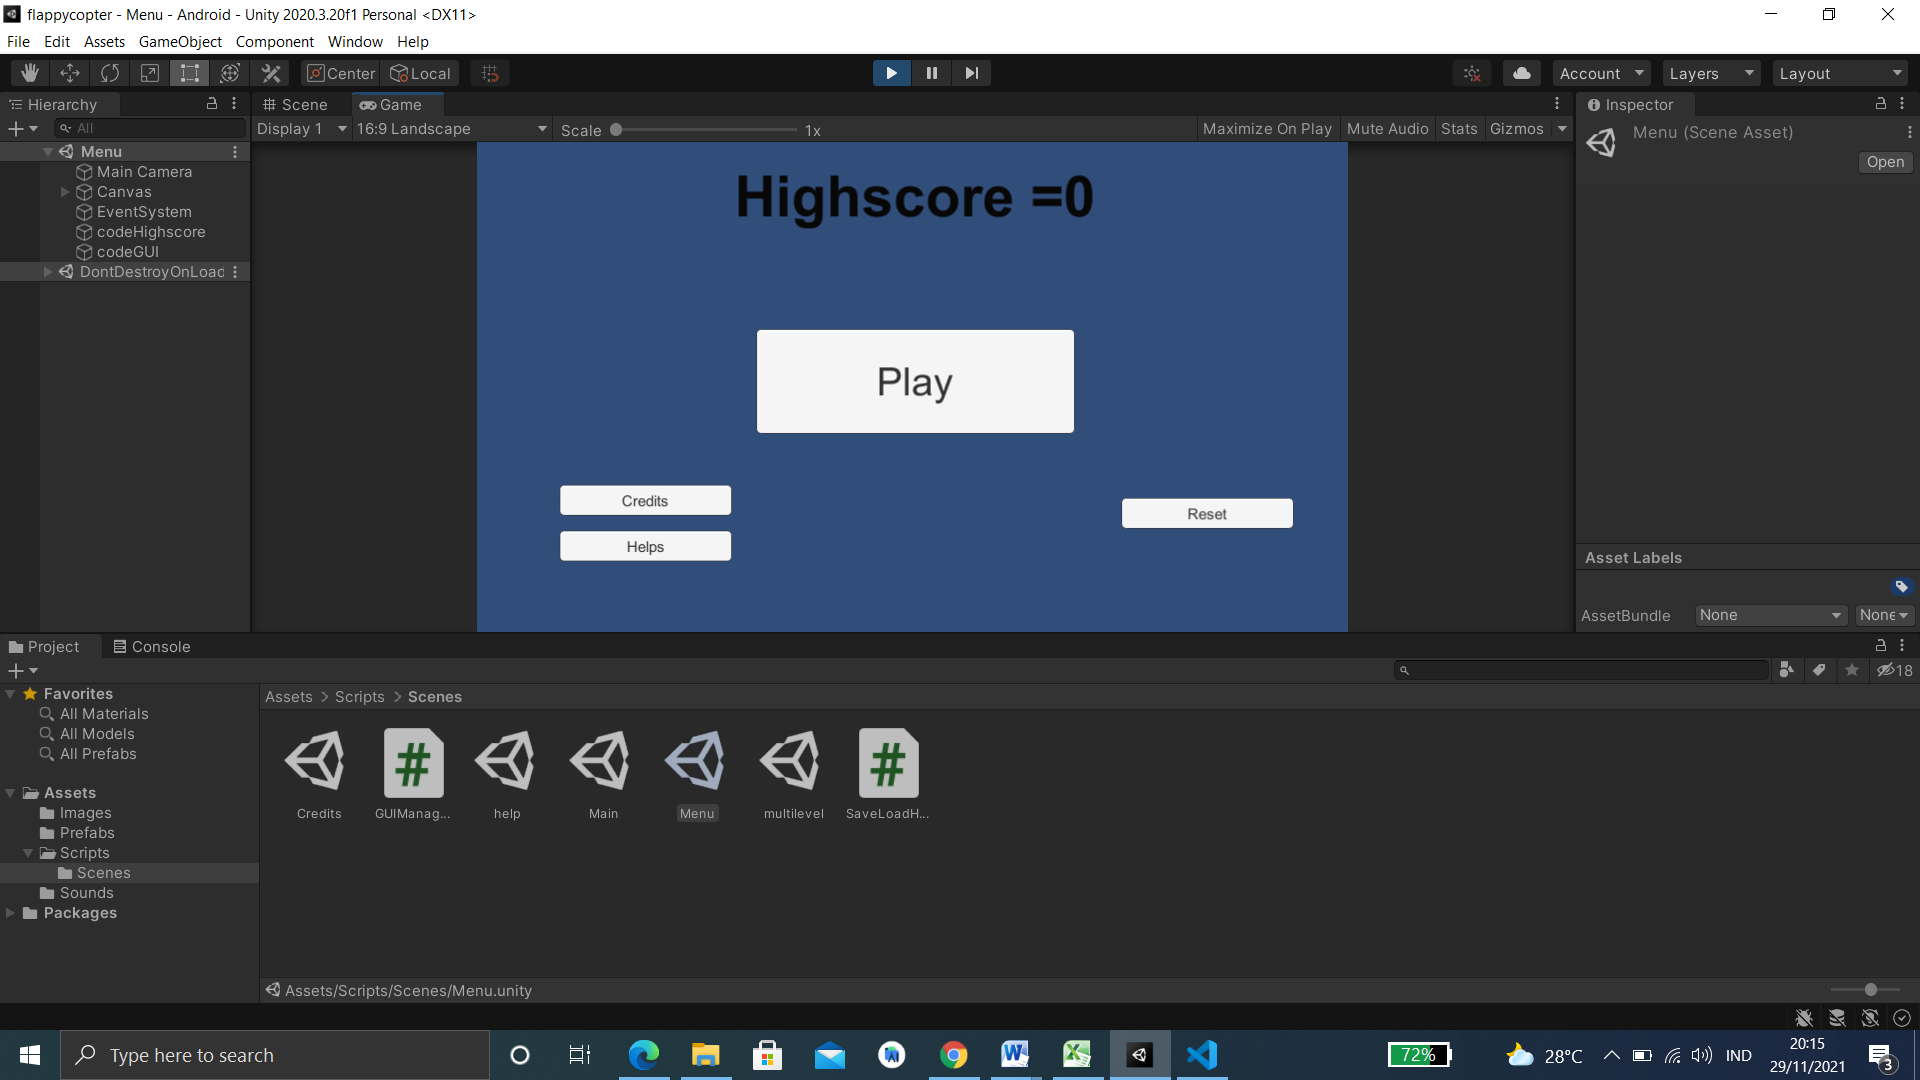 flappycopter - Menu - Android - Unity 2020.3.20f1 Personal <DX11>
File Edit Assets GameObject Component Window Help
Center Local Account Layers Layout
Hierarchy Scene Game Inspector
All Display 1 16:9 Landscape Scale 1x Maximize On Play Mute Audio Stats Gizmos
Menu (Scene Asset)
Open
Menu
Main Camera
Canvas
EventSystem
codeHighscore
codeGUI
DontDestroyOnLoad
Highscore =0
Play
Credits
Helps
Reset
Asset Labels
AssetBundle None None
Project Console
18
Favorites
All Materials
All Models
All Prefabs
Assets
Images
Prefabs
Scripts
Scenes
Sounds
Packages
Assets > Scripts > Scenes
Credits GUIManag... help Main Menu multilevel SaveLoadH...
Assets/Scripts/Scenes/Menu.unity
Type here to search
72% 28°C IND 20:15
29/11/2021
3